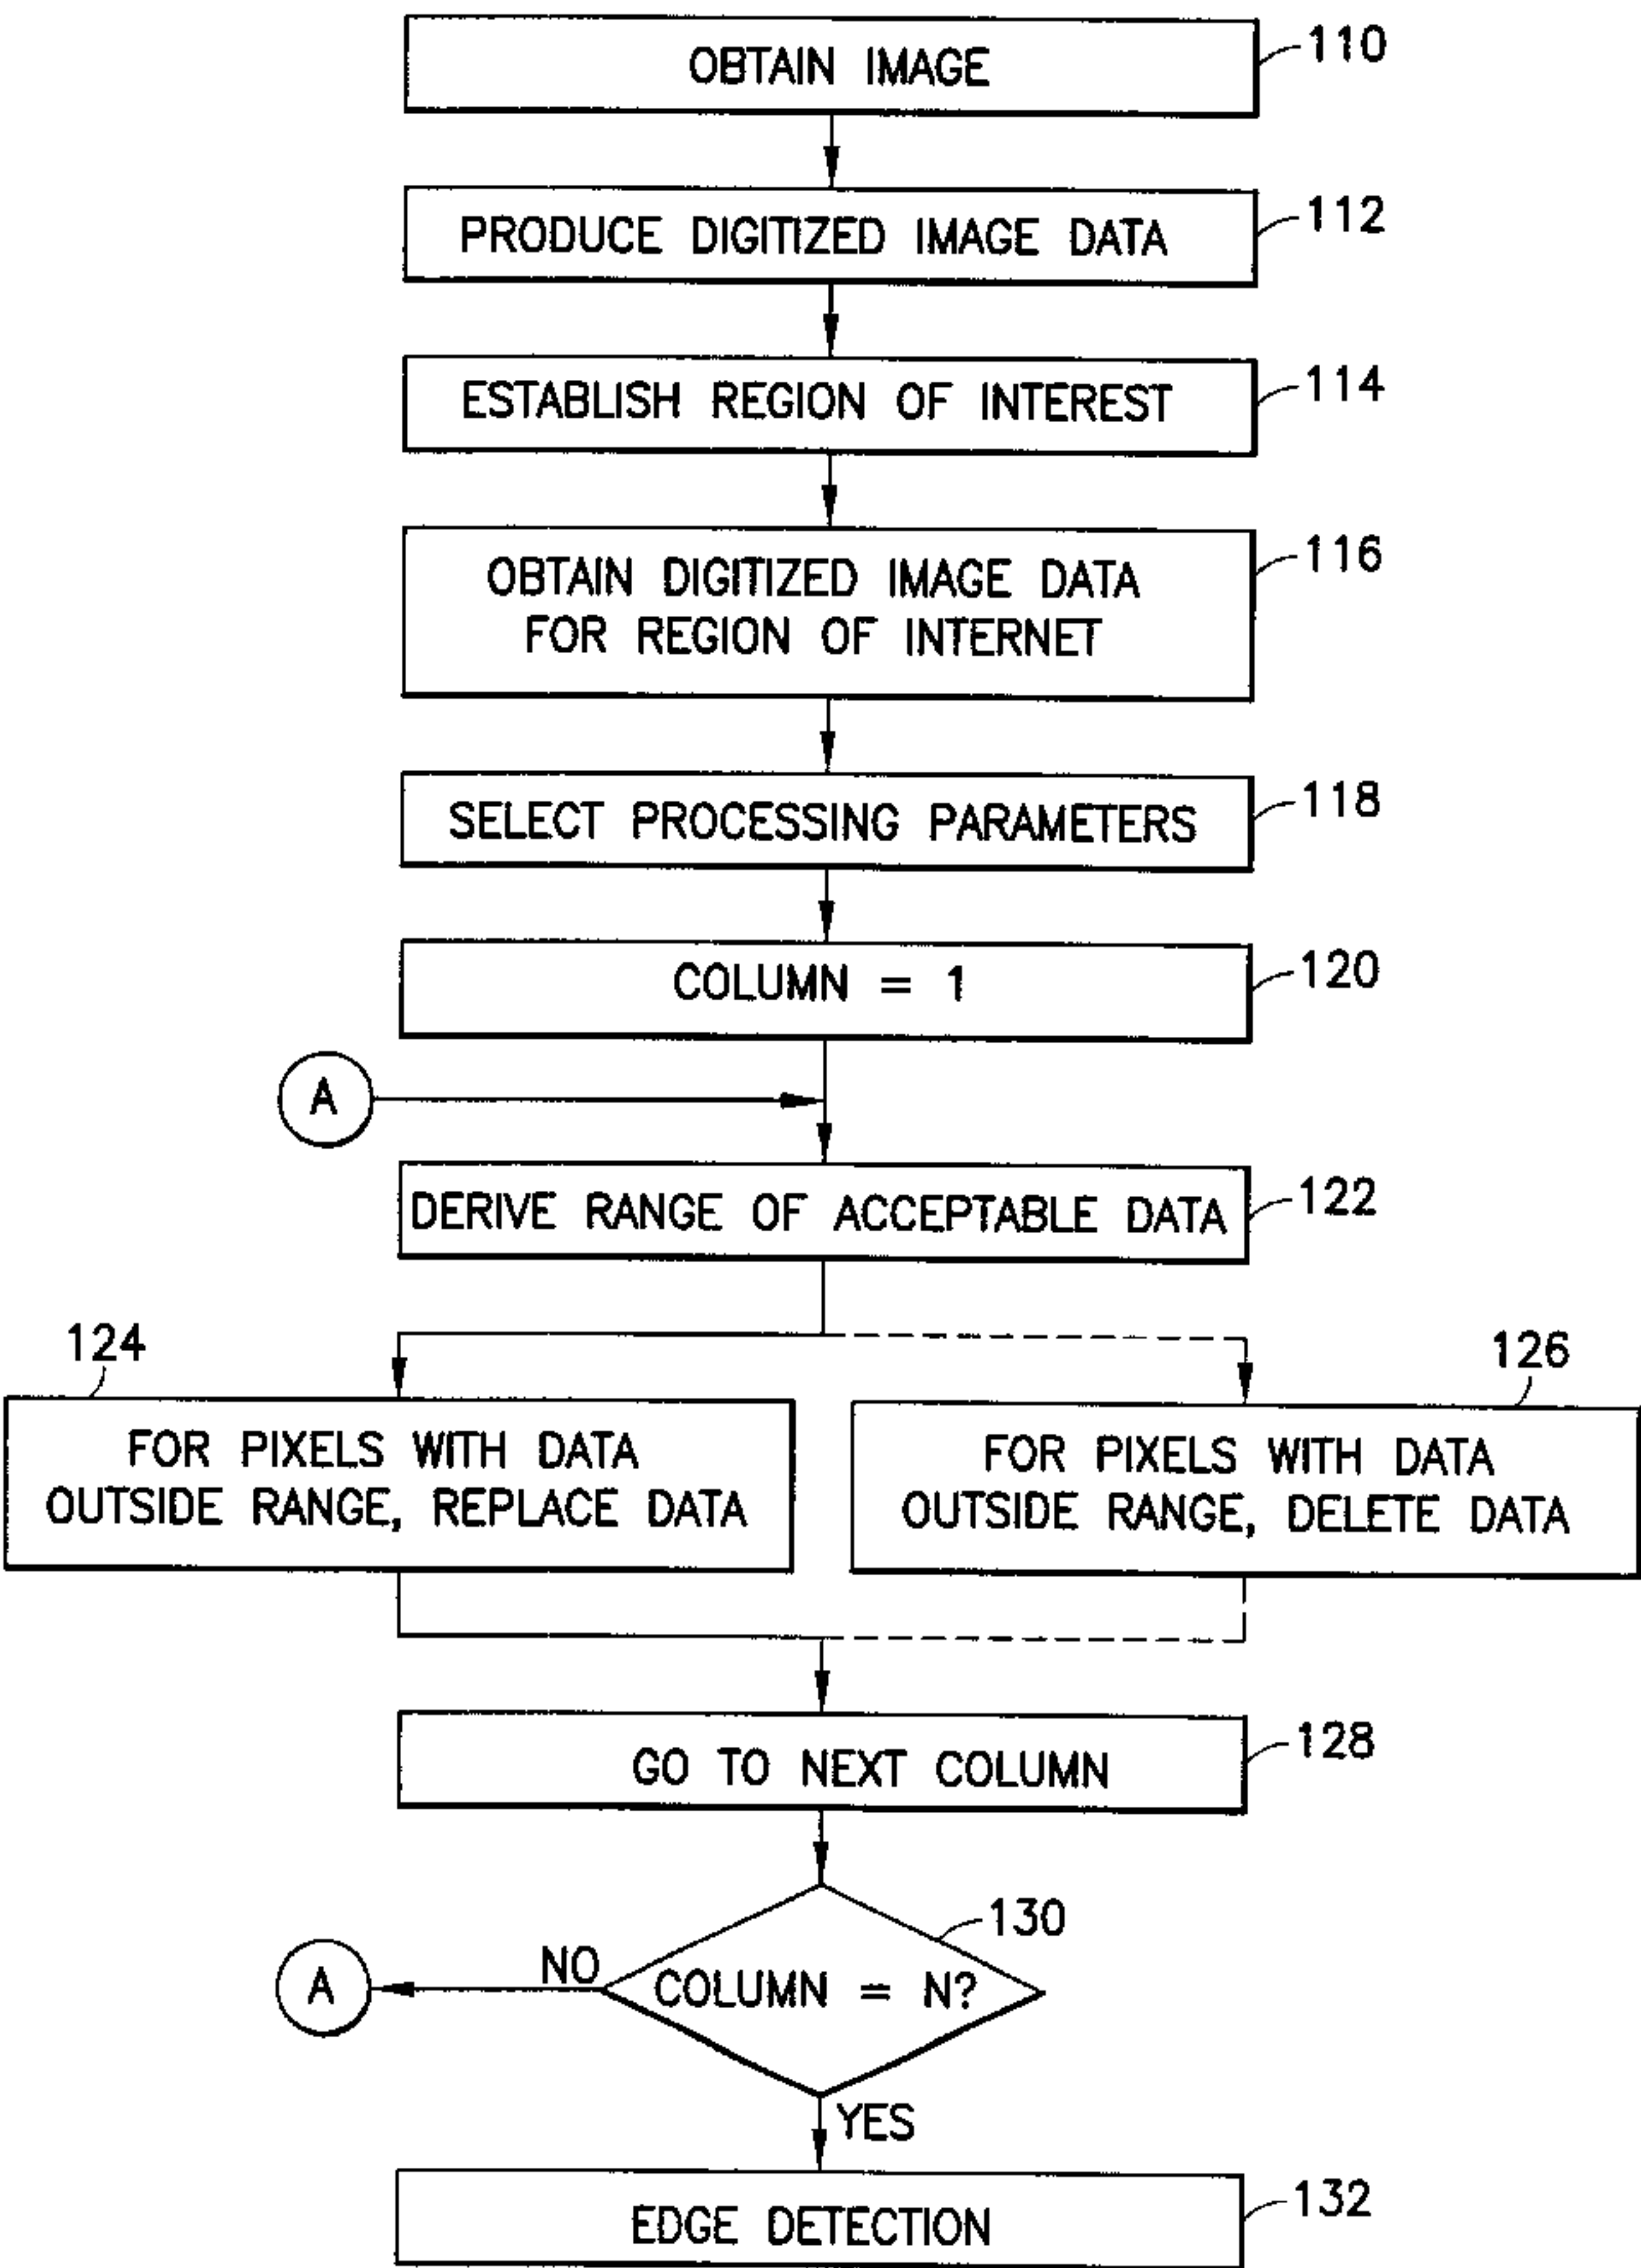 OBTAIN IMAGE
110
PRODUCE DIGITIZED IMAGE DATA
112
ESTABLISH REGION OF INTEREST
114
OBTAIN DIGITIZED IMAGE DATA
FOR REGION OF INTERNET
116
SELECT PROCESSING PARAMETERS
118
COLUMN = 1
120
A
DERIVE RANGE OF ACCEPTABLE DATA
122
124
FOR PIXELS WITH DATA
OUTSIDE RANGE, REPLACE DATA
126
FOR PIXELS WITH DATA
OUTSIDE RANGE, DELETE DATA
GO TO NEXT COLUMN
128
130
COLUMN = N?
NO
A
YES
EDGE DETECTION
132